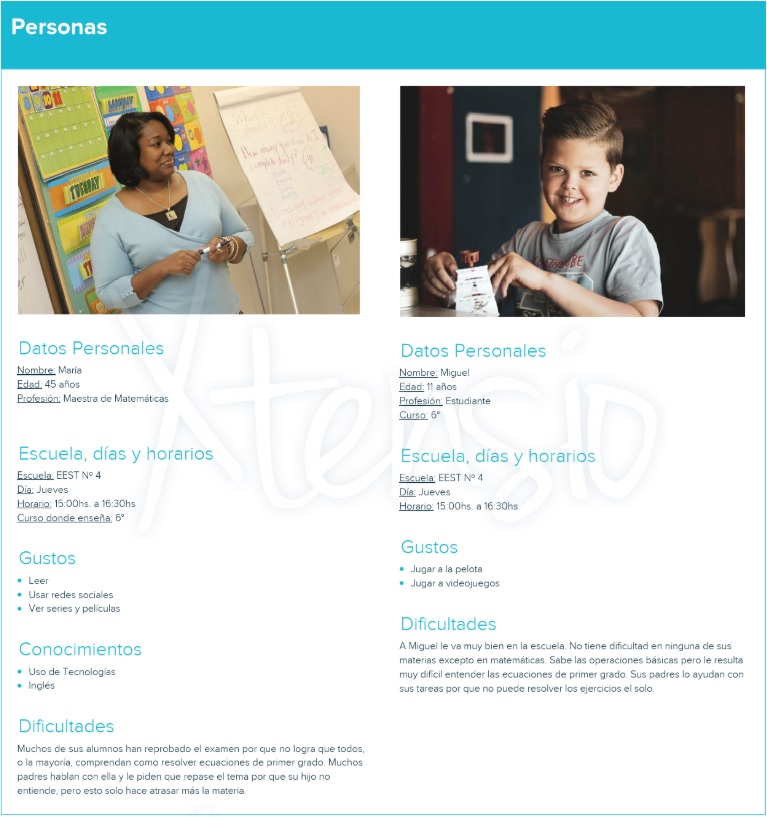 Personas
TUESDAY
Datos Personales
Nombre: María
Edad: 45 años
Profesión: Maestra de Matemáticas
Escuela, días y horarios
Escuela: EEST Nº 4
Día: Jueves
Horario: 15:00hs. a 16:30hs
Curso donde enseña: 6°
Gustos
Leer
Usar redes sociales
Ver series y películas
Conocimientos
Uso de Tecnologías
Inglés
Dificultades
Muchos de sus alumnos han reprobado el examen por que no logra que todos,
o la mayoría, comprendan como resolver ecuaciones de primer grado. Muchos
padres hablan con ella y le piden que repase el tema por que su hijo no
entiende, pero esto solo hace atrasar más la materia.
Datos Personales
Nombre: Miguel
Edad: 11 años
Profesión: Estudiante
Curso: 6°
Escuela, días y horarios
Escuela: EEST Nº 4
Día: Jueves
Horario: 15:00hs. a 16:30hs.
Gustos
Jugar a la pelota
Jugar a videojuegos
Dificultades
A Miguel le va muy bien en la escuela. No tiene dificultad en ninguna de sus
materias excepto en matemáticas. Sabe las operaciones básicas pero le resulta
muy difícil entender las ecuaciones de primer grado. Sus padres lo ayudan con
sus tareas por que no puede resolver los ejercicios el solo.
Xtensio